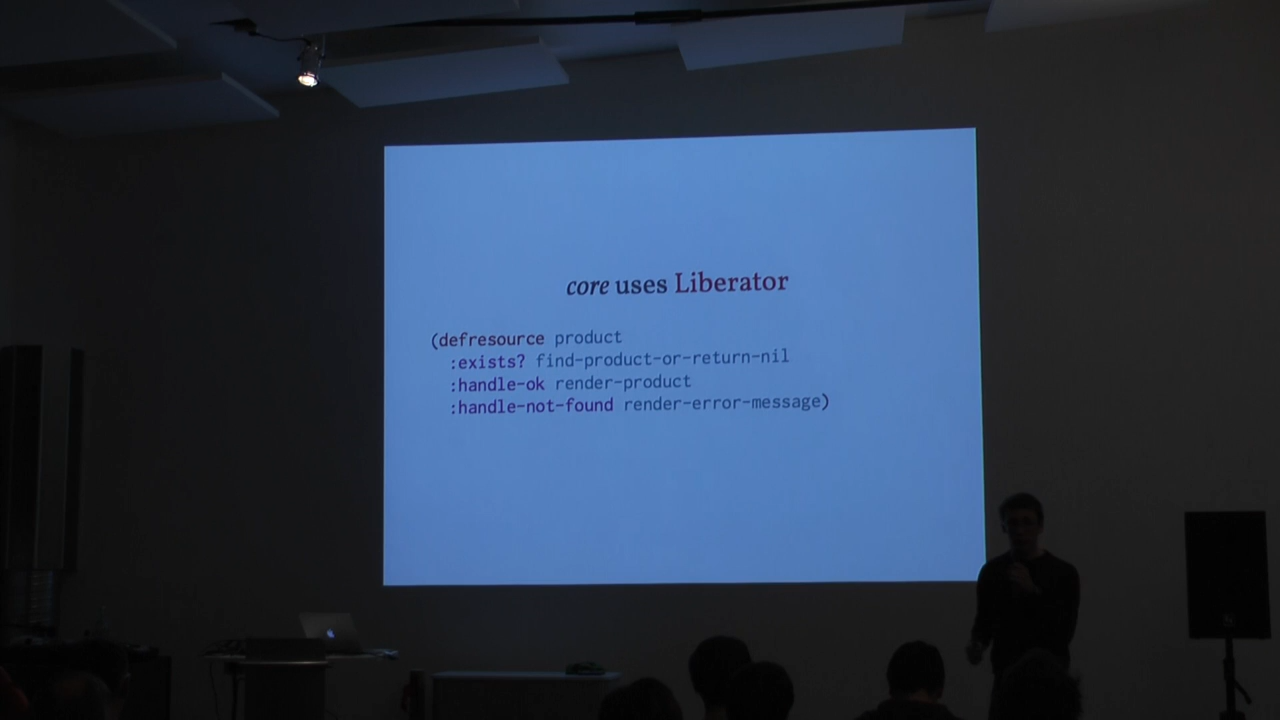 core uses Liberator
(defresource product
:exists? find-product-or-return-nil
:handle-ok render-product
:handle-not-found render-error-message)